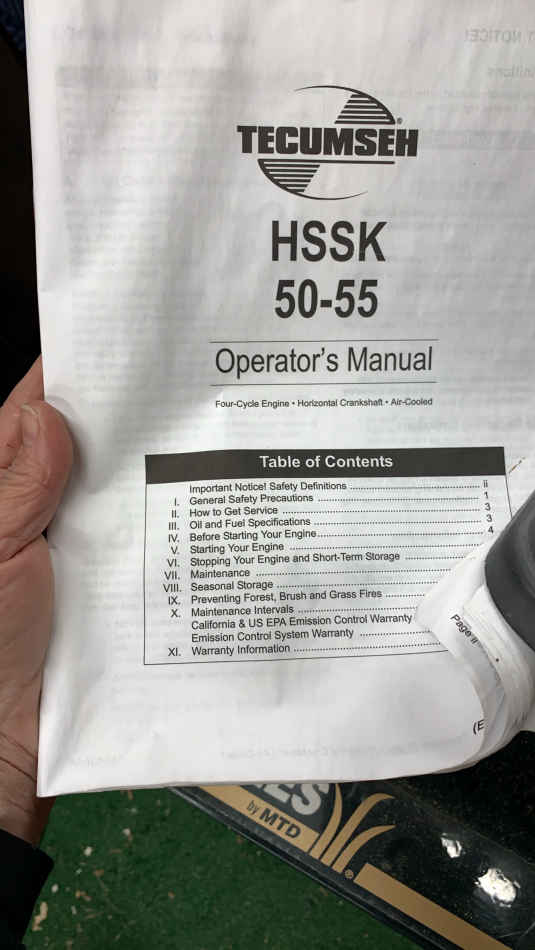 TECUMSEH®
HSSK
50-55
Operator's Manual
Four-Cycle Engine • Horizontal Crankshaft • Air-Cooled
Table of Contents
Important Notice! Safety Definitions ii
I. General Safety Precautions 1
II. How to Get Service 3
III. Oil and Fuel Specifications 3
IV. Before Starting Your Engine 4
V. Starting Your Engine
VI. Stopping Your Engine and Short-Term Storage
VII. Maintenance
VIII. Seasonal Storage
IX. Preventing Forest, Brush and Grass Fires
X. Maintenance Intervals
California & US EPA Emission Control Warranty
Emission Control System Warranty
XI. Warranty Information
Page ii
(E
by MTD
®